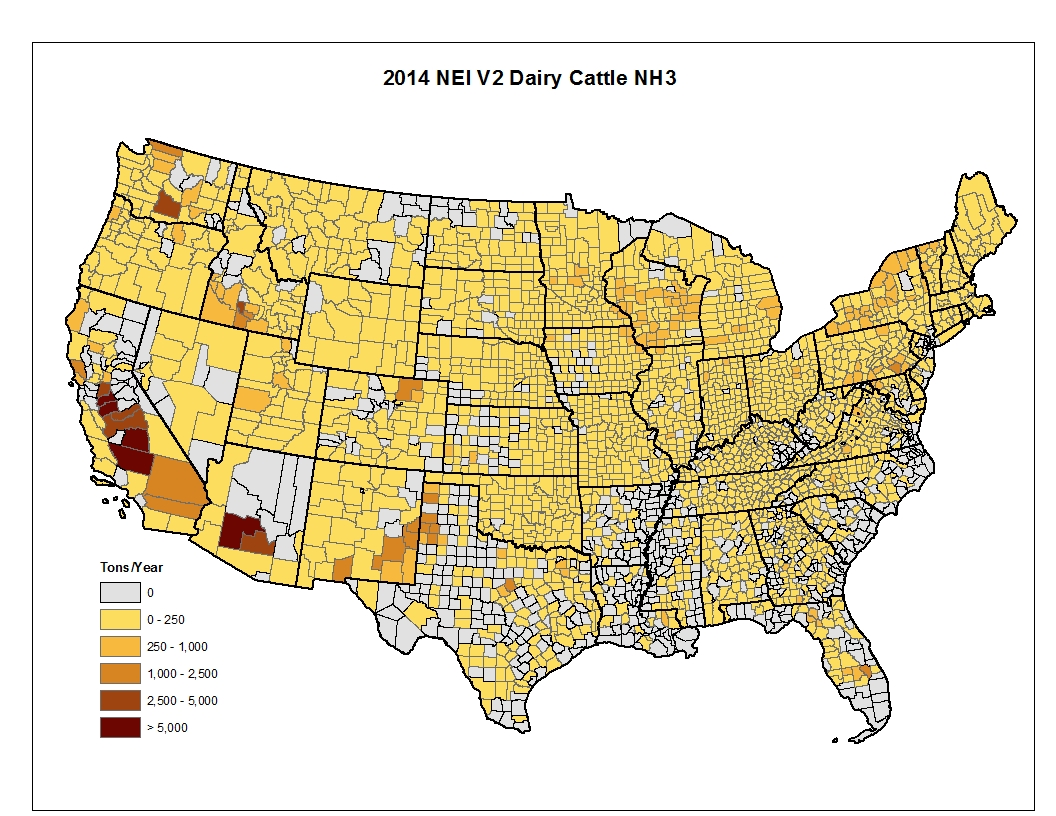 2014 NEI V2 Dairy Cattle NH3
Tons/Year
0
0 - 250
250 - 1,000
1,000 - 2,500
2,500 - 5,000
> 5,000